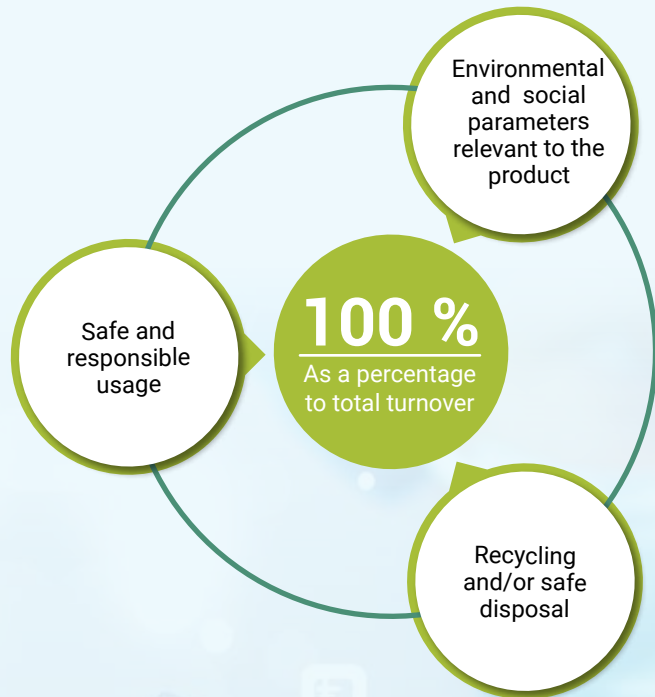 Environmental
and social
parameters
relevant to the
product
100 %
As a percentage
to total turnover
Safe and
responsible
usage
Recycling
and/or safe
disposal